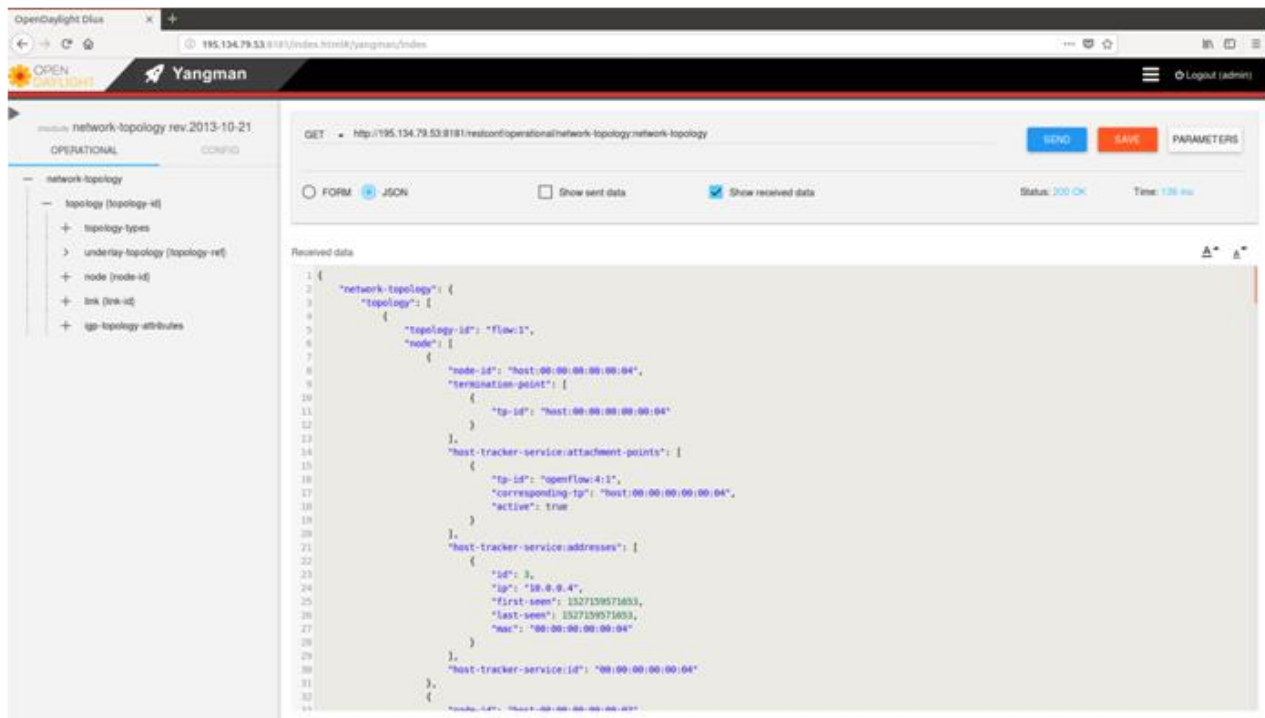 OpenDaylight Dlux × +
195.134.79.53:8181/index.html#/yangman/index
OPEN
DAYLIGHT
Yangman
Logout (admin)
module network-topology rev.2013-10-21
OPERATIONAL CONFIG
network-topology
topology {topology-id}
topology-types
underlay-topology {topology-ref}
node {node-id}
link {link-id}
igp-topology-attributes
GET http://195.134.79.53:8181/restconf/operational/network-topology:network-topology
SEND SAVE PARAMETERS
FORM JSON Show sent data Show received data Status: 200 OK Time: 136 ms
Received data
1 {
2 "network-topology": {
3 "topology": [
4 {
5 "topology-id": "flow:1",
6 "node": [
7 {
8 "node-id": "host:00:00:00:00:00:04",
9 "termination-point": [
10 {
11 "tp-id": "host:00:00:00:00:00:04"
12 }
13 ],
14 "host-tracker-service:attachment-points": [
15 {
16 "tp-id": "openflow:4:1",
17 "corresponding-tp": "host:00:00:00:00:00:04",
18 "active": true
19 }
20 ],
21 "host-tracker-service:addresses": [
22 {
23 "id": 3,
24 "ip": "10.0.0.4",
25 "first-seen": 1527159571653,
26 "last-seen": 1527159571653,
27 "mac": "00:00:00:00:00:04"
28 }
29 ],
30 "host-tracker-service:id": "00:00:00:00:00:04"
31 },
32 {